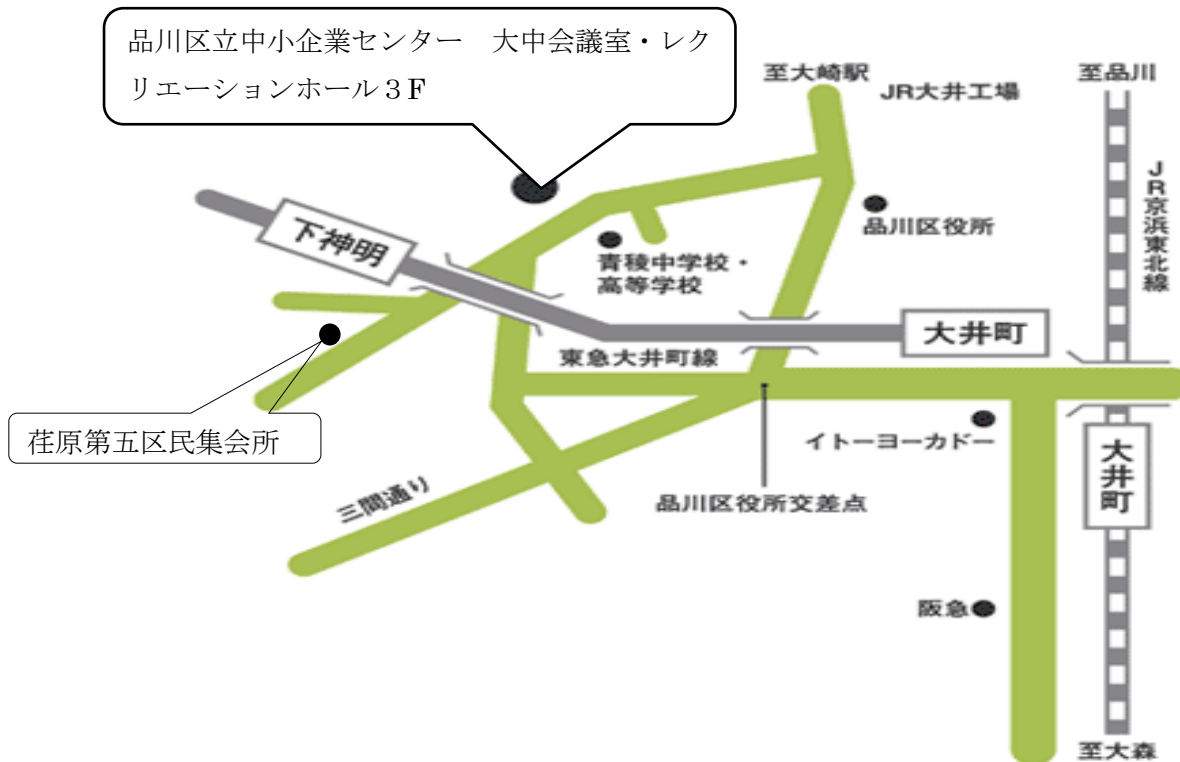 品川区立中小企業センター　大中会議室・レク
リエーションホール３F
至大崎駅
JR大井工場
至品川
JR京浜東北線
品川区役所
下神明
青稜中学校・
高等学校
大井町
東急大井町線
荏原第五区民集会所
イトーヨーカドー
大井町
三間通り
品川区役所交差点
阪急
至大森